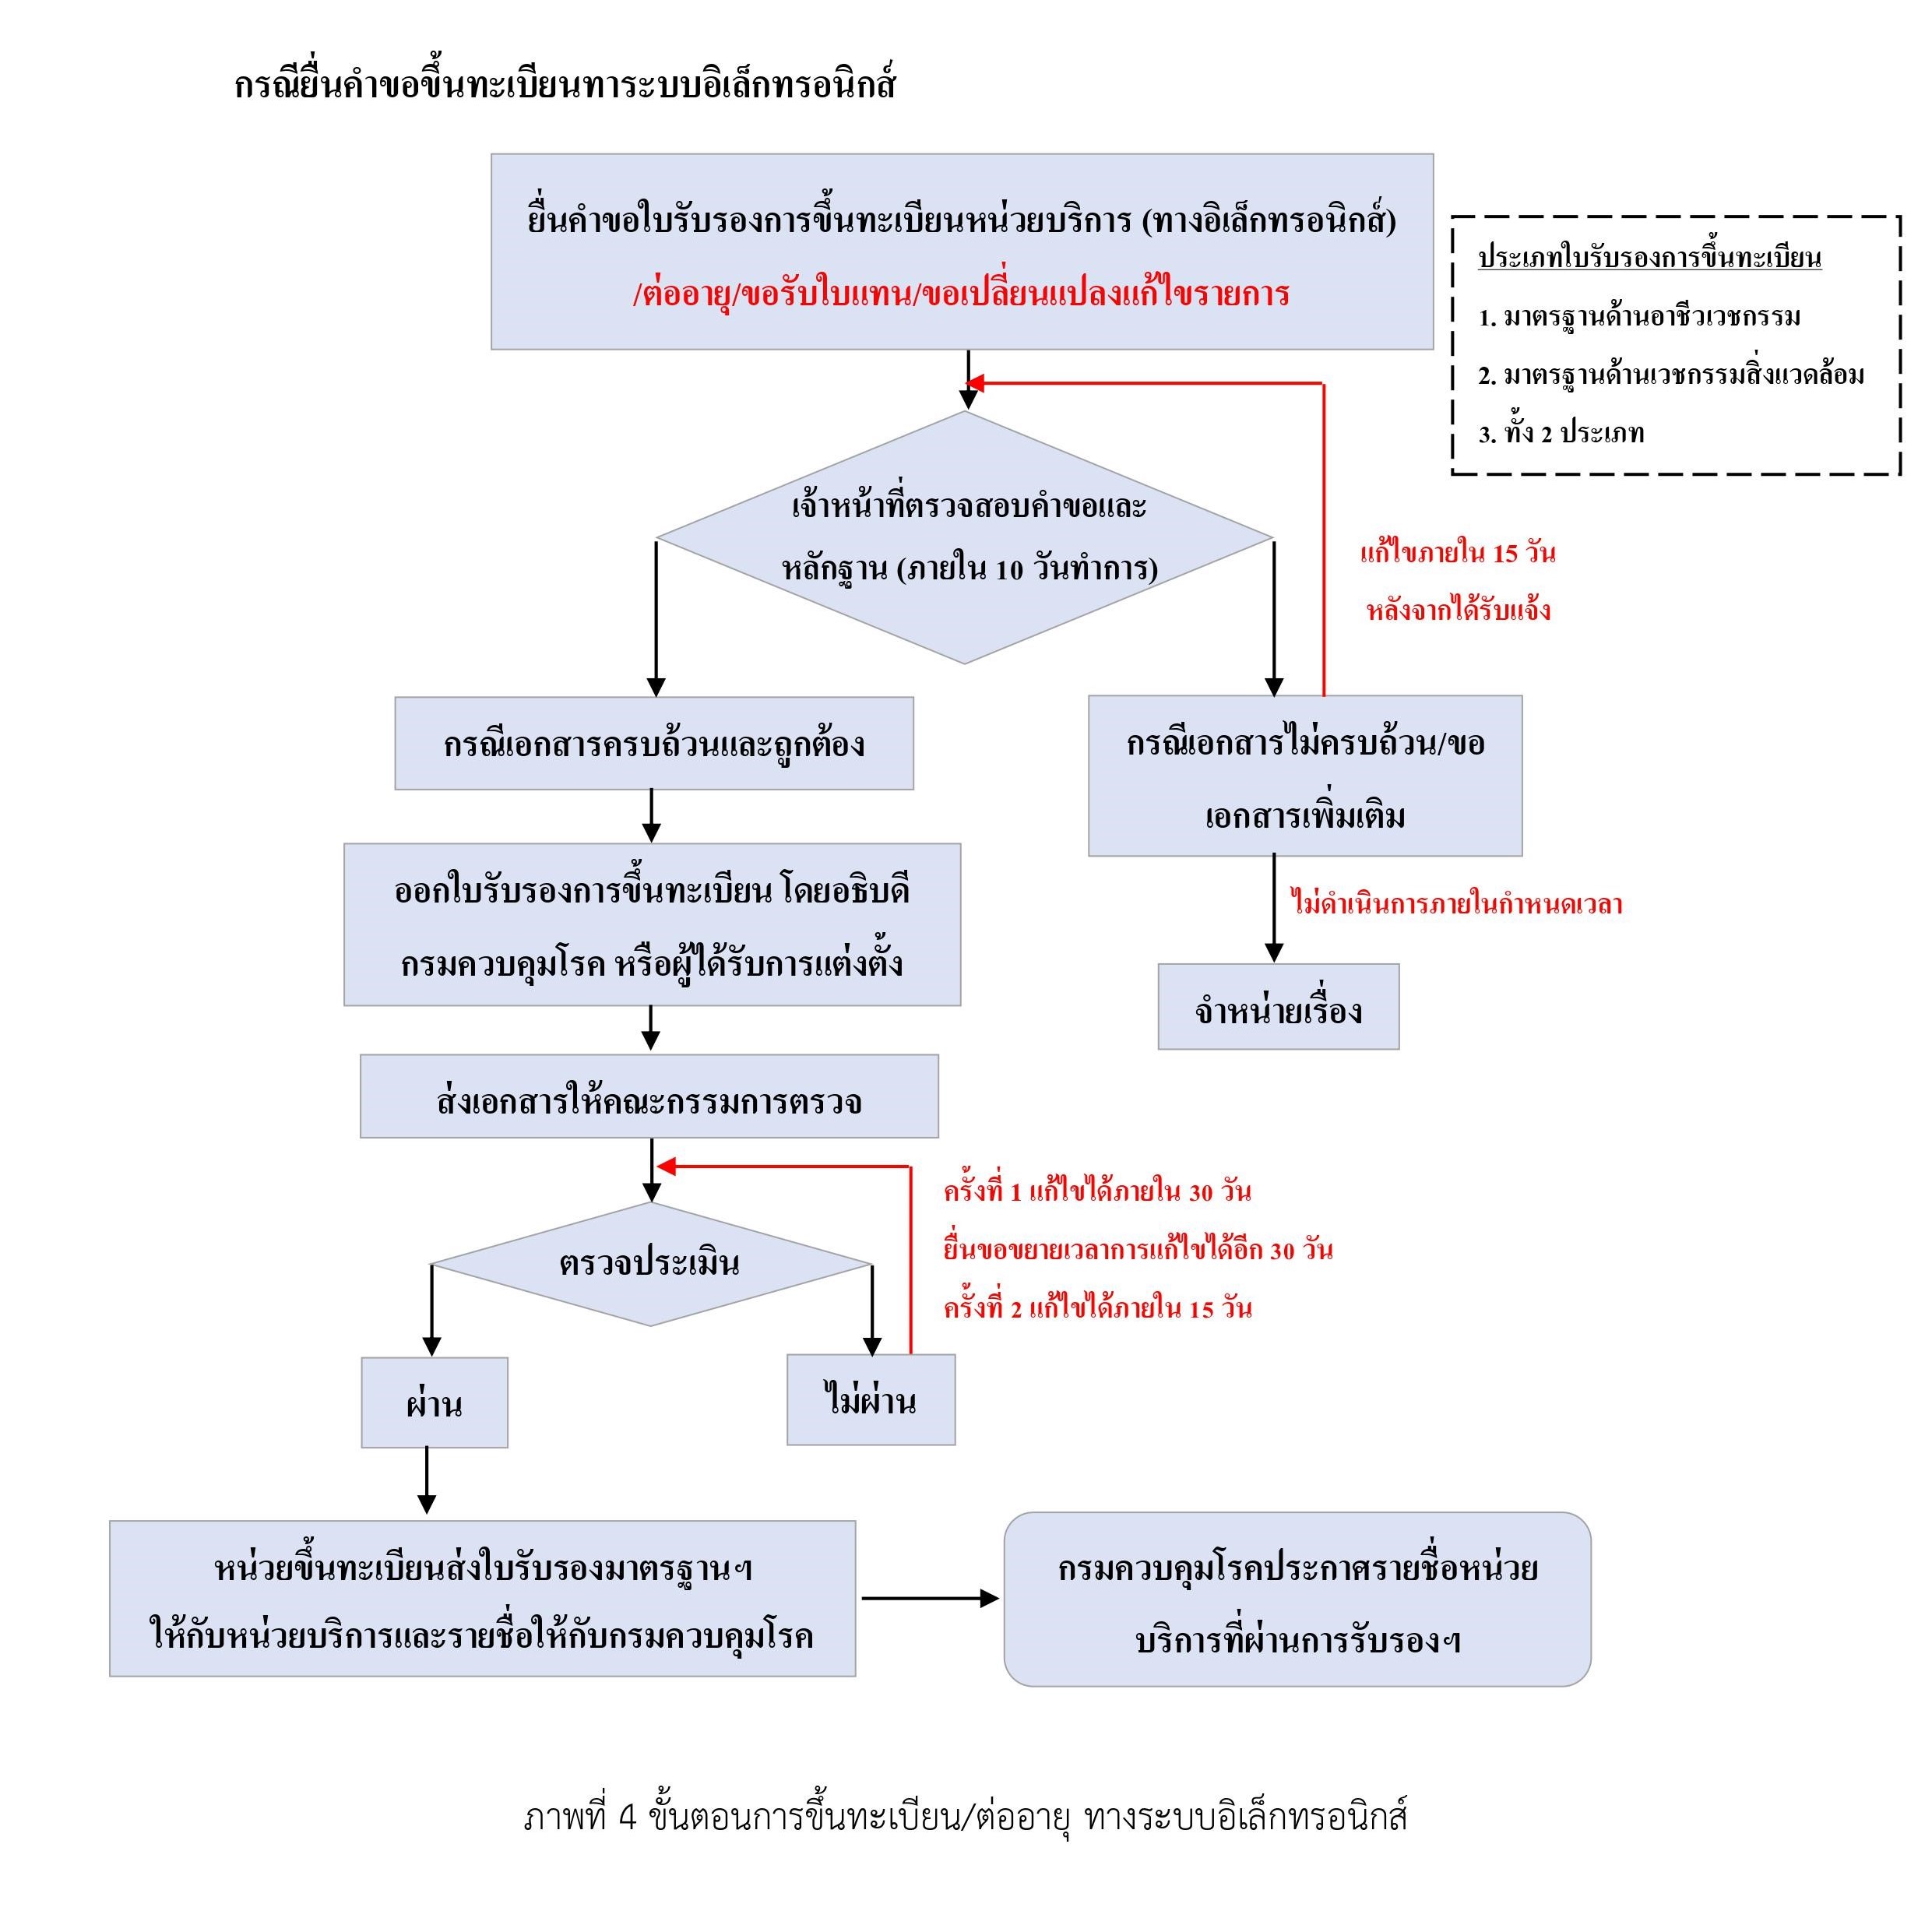 กรณียื่นคำขอขึ้นทะเบียนทาระบบอิเล็กทรอนิกส์
ยื่นคำขอใบรับรองการขึ้นทะเบียนหน่วยบริการ (ทางอิเล็กทรอนิกส์)
/ต่ออายุ/ขอรับใบแทน/ขอเปลี่ยนแปลงแก้ไขรายการ
ประเภทใบรับรองการขึ้นทะเบียน
1. มาตรฐานด้านอาชีวเวชกรรม
2. มาตรฐานด้านเวชกรรมสิ่งแวดล้อม
3. ทั้ง 2 ประเภท
เจ้าหน้าที่ตรวจสอบคำขอและ
หลักฐาน (ภายใน 10 วันทำการ)
แก้ไขภายใน 15 วัน
หลังจากได้รับแจ้ง
กรณีเอกสารครบถ้วนและถูกต้อง
กรณีเอกสารไม่ครบถ้วน/ขอ
เอกสารเพิ่มเติม
ออกใบรับรองการขึ้นทะเบียน โดยอธิบดี
กรมควบคุมโรค หรือผู้ได้รับการแต่งตั้ง
ไม่ดำเนินการภายในกำหนดเวลา
จำหน่ายเรื่อง
ส่งเอกสารให้คณะกรรมการตรวจ
ครั้งที่ 1 แก้ไขได้ภายใน 30 วัน
ยื่นขอขยายเวลาการแก้ไขได้อีก 30 วัน
ครั้งที่ 2 แก้ไขได้ภายใน 15 วัน
ตรวจประเมิน
ผ่าน
ไม่ผ่าน
หน่วยขึ้นทะเบียนส่งใบรับรองมาตรฐานฯ
ให้กับหน่วยบริการและรายชื่อให้กับกรมควบคุมโรค
กรมควบคุมโรคประกาศรายชื่อหน่วย
บริการที่ผ่านการรับรองฯ
ภาพที่ 4 ขั้นตอนการขึ้นทะเบียน/ต่ออายุ ทางระบบอิเล็กทรอนิกส์